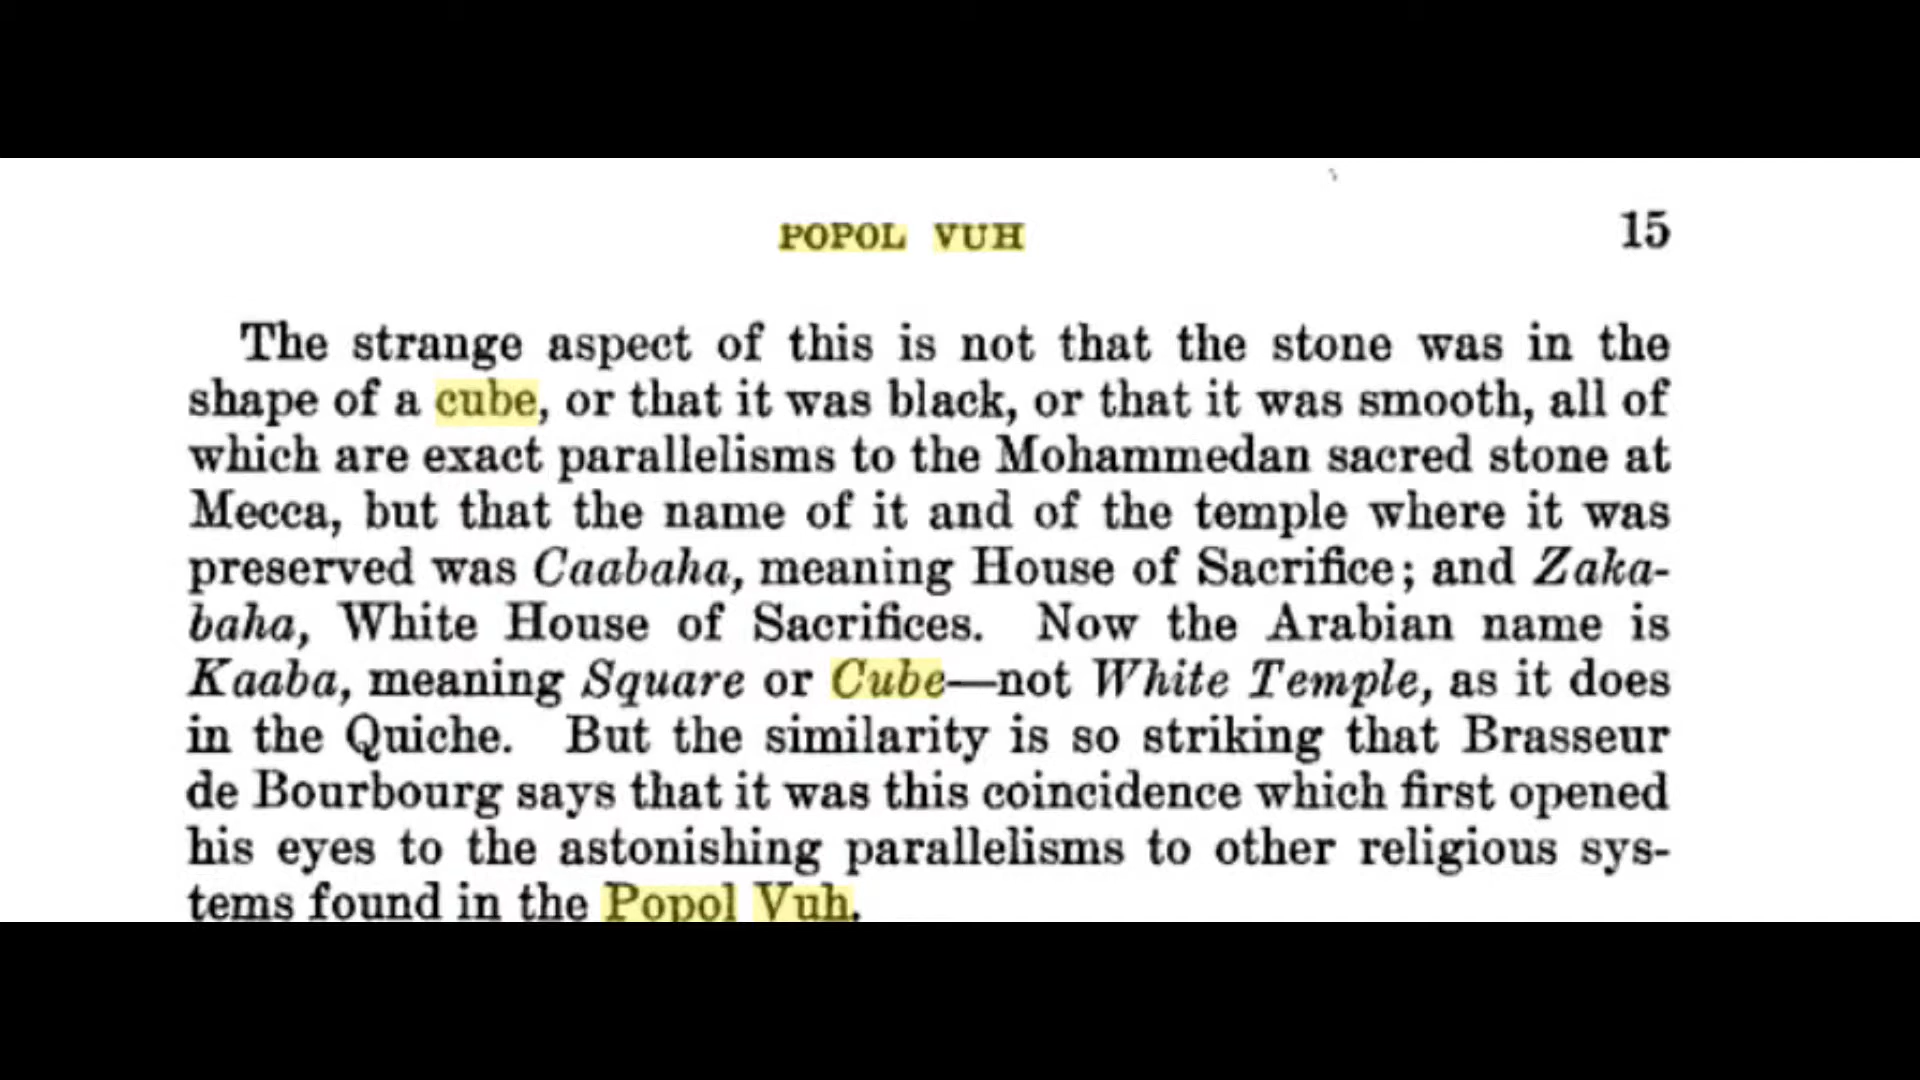 POPOL VUH 15
The strange aspect of this is not that the stone was in the
shape of a cube, or that it was black, or that it was smooth, all of
which are exact parallelisms to the Mohammedan sacred stone at
Mecca, but that the name of it and of the temple where it was
preserved was Caabaha, meaning House of Sacrifice; and Zaka-
baha, White House of Sacrifices. Now the Arabian name is
Kaaba, meaning Square or Cube—not White Temple, as it does
in the Quiche. But the similarity is so striking that Brasseur
de Bourbourg says that it was this coincidence which first opened
his eyes to the astonishing parallelisms to other religious sys-
tems found in the Popol Vuh.